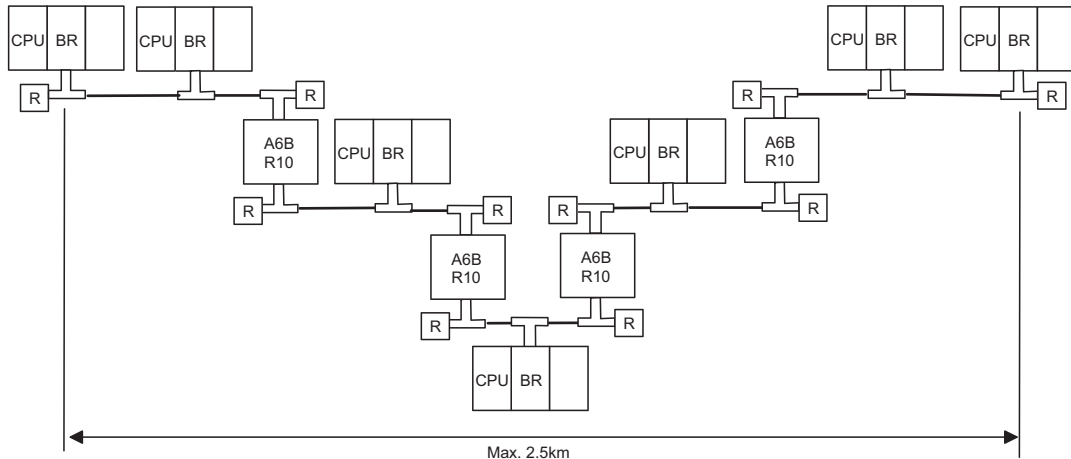 CPU BR CPU BR CPU BR CPU BR
R R R R
A6B
R10
CPU BR CPU BR
A6B
R10
R R R R
A6B
R10
A6B
R10
R R
CPU BR
Max. 2.5km